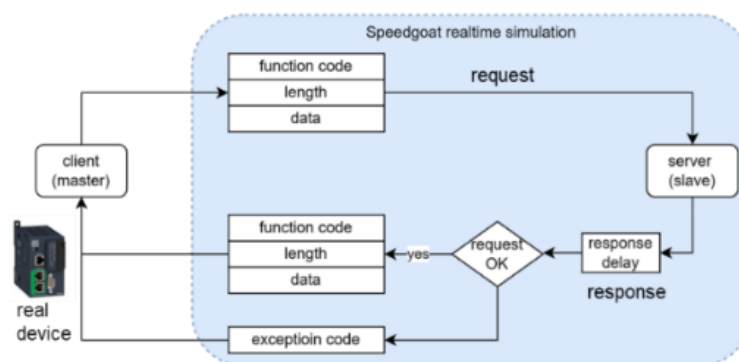 Speedgoat realtime simulation
function code
length
data
request
client
(master)
server
(slave)
function code
length
data
yes
request
OK
response
delay
response
real
device
exceptioin code